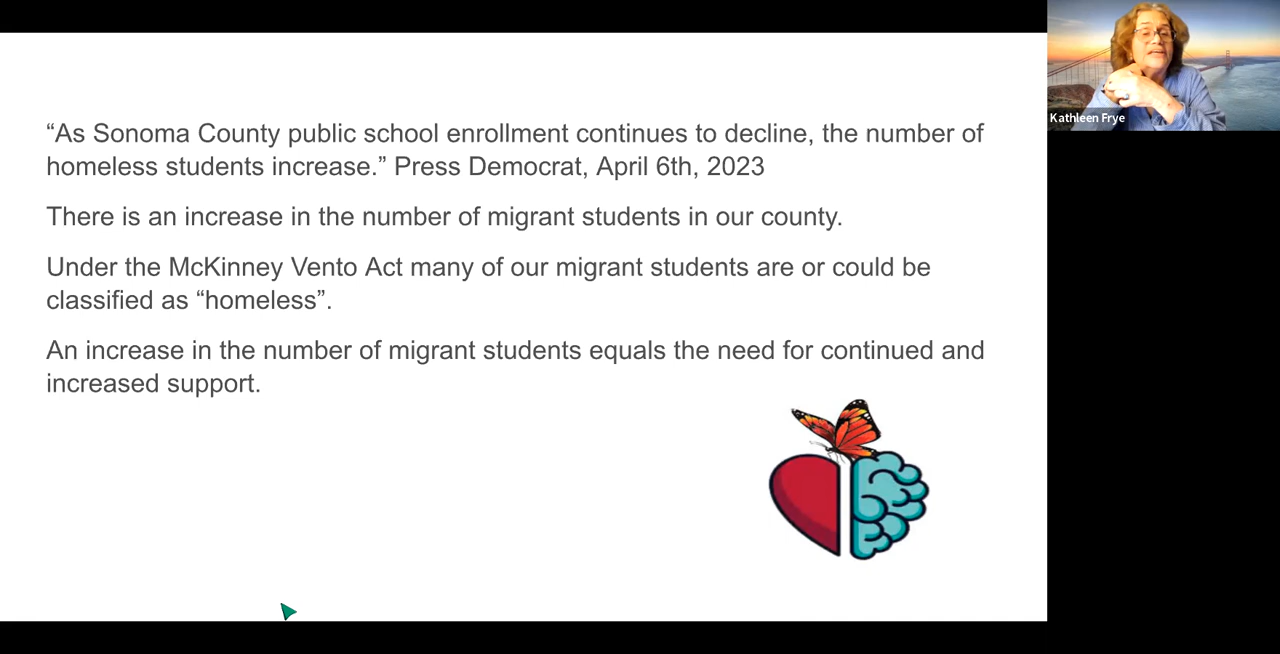 “As Sonoma County public school enrollment continues to decline, the number of
homeless students increase.” Press Democrat, April 6th, 2023
There is an increase in the number of migrant students in our county.
Under the McKinney Vento Act many of our migrant students are or could be
classified as “homeless”.
An increase in the number of migrant students equals the need for continued and
increased support.
Kathleen Frye